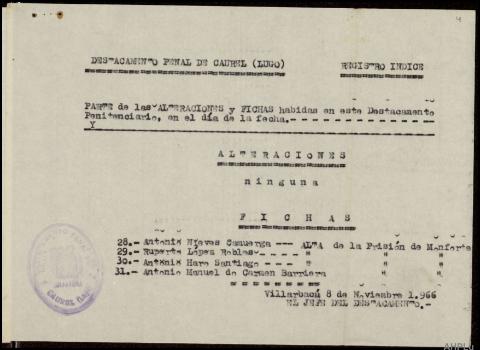 4
DESTACAMENTO PENAL DE CAUREL (LUGO) REGISTRO INDICE
PARTE de las ALTERACIONES y FICHAS habidas en este Destacamento
Penitenciario, en el día de la fecha.-
Y
ALTERACIONES
ninguna
FICHAS
28.- Antonio Nieves Camuerga --- ALTA de la Prisión de Monforte
29.- Ruperto López Robles- " " "
30.- Antonio Haro Santiago - " " "
31.- Antonio Manuel de Carmen Barriera " "
Villarbacú 8 de Noviembre 1.966
EL JEFE DEL DESTACAMENTO.-